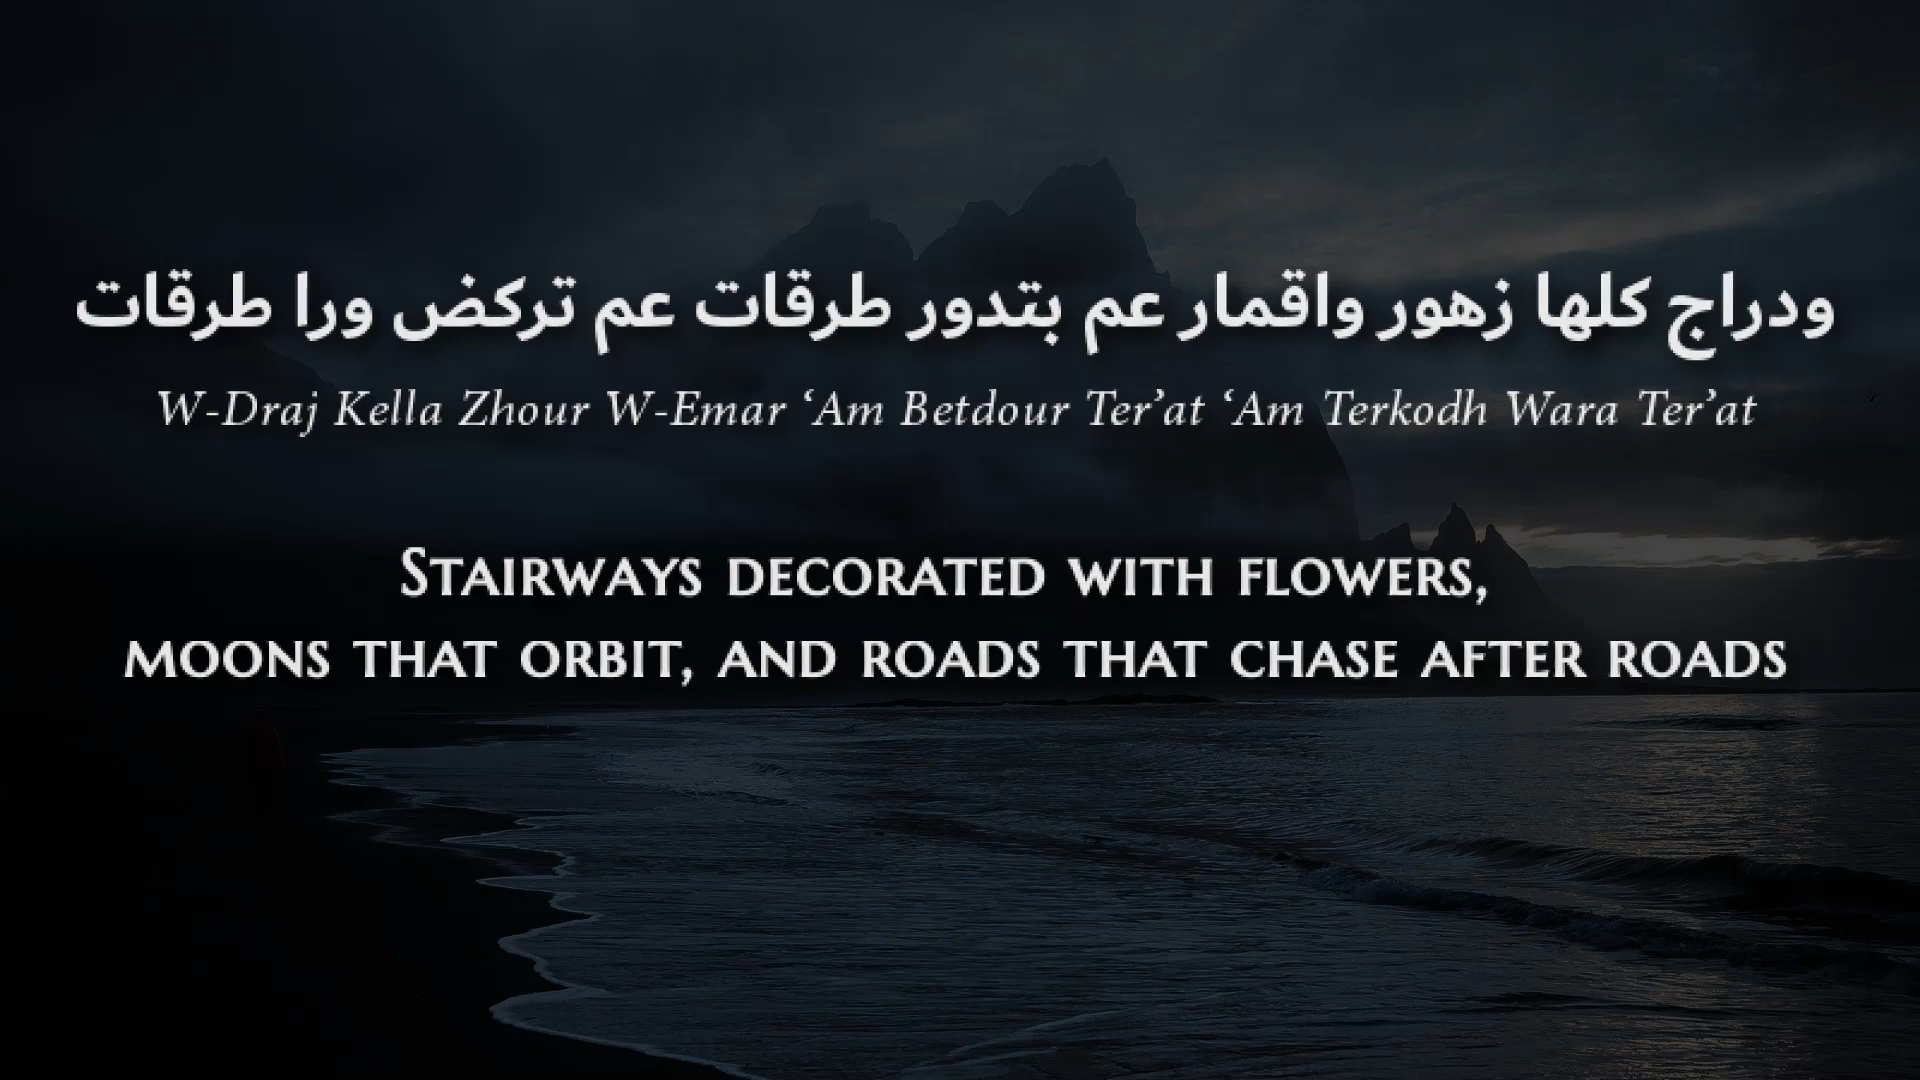 ودراج كلها زهور واقمار عم بتدور طرقات عم تركض ورا طرقات
W-Draj Kella Zhour W-Emar ‘Am Betdour Ter’at ‘Am Terkodh Wara Ter’at
Stairways decorated with flowers,
moons that orbit, and roads that chase after roads